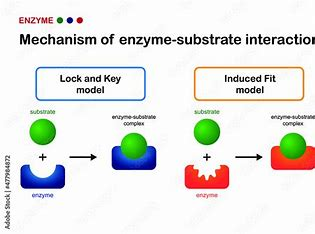 ENZYME
Mechanism of enzyme-substrate interaction
Lock and Key
model
Induced Fit
model
substrate
enzyme-substrate
complex
substrate
enzyme-substrate
complex
+
+
enzyme
enzyme
Adobe Stock | #477984872